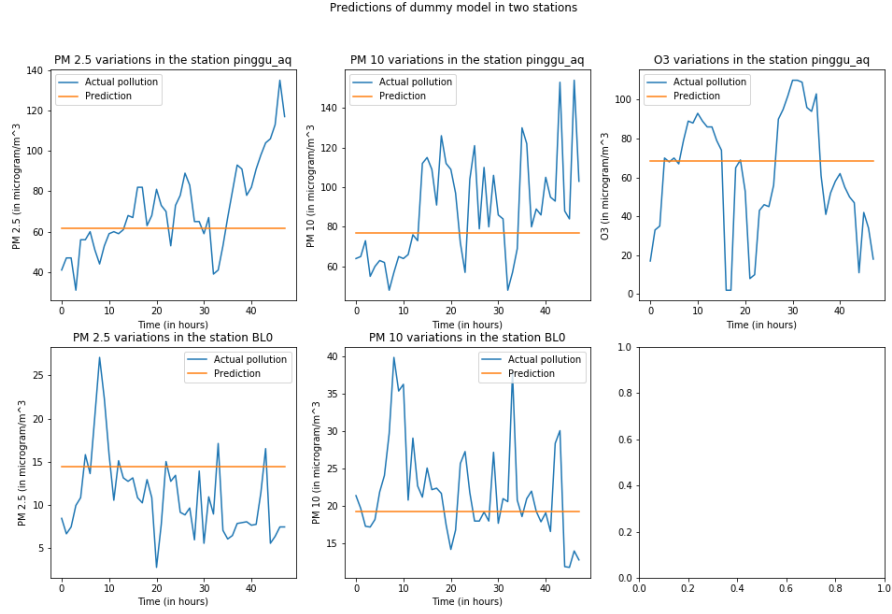 Predictions of dummy model in two stations
PM 2.5 variations in the station pinggu_aq
PM 2.5 (in microgram/m^3
140
120
100
80
60
40
Actual pollution
Prediction
0 10 20 30 40
Time (in hours)
PM 10 variations in the station pinggu_aq
PM 10 (in microgram/m^3
140
120
100
80
60
Actual pollution
Prediction
0 10 20 30 40
Time (in hours)
O3 variations in the station pinggu_aq
O3 (in microgram/m^3
100
80
60
40
20
0
Actual pollution
Prediction
0 10 20 30 40
Time (in hours)
PM 2.5 variations in the station BL0
PM 2.5 (in microgram/m^3
25
20
15
10
5
Actual pollution
Prediction
0 10 20 30 40
Time (in hours)
PM 10 variations in the station BL0
PM 10 (in microgram/m^3
40
35
30
25
20
15
Actual pollution
Prediction
0 10 20 30 40
Time (in hours)
1.0
0.8
0.6
0.4
0.2
0.0
0.0 0.2 0.4 0.6 0.8 1.0